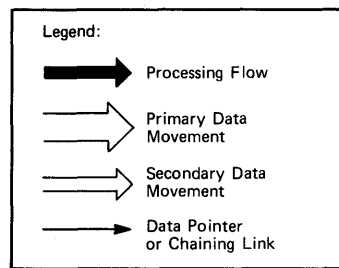 Legend:
Processing Flow
Primary Data
Movement
Secondary Data
Movement
Data Pointer
or Chaining Link